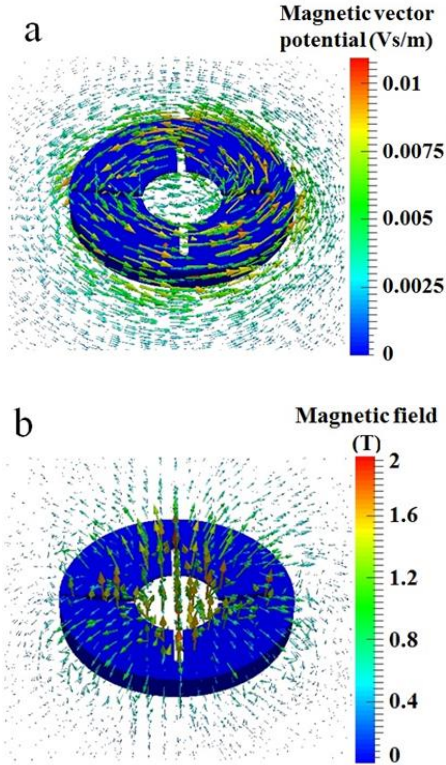 a
Magnetic vector
potential (Vs/m)
0.01
0.0075
0.005
0.0025
0
b
Magnetic field
(T)
2
1.6
1.2
0.8
0.4
0